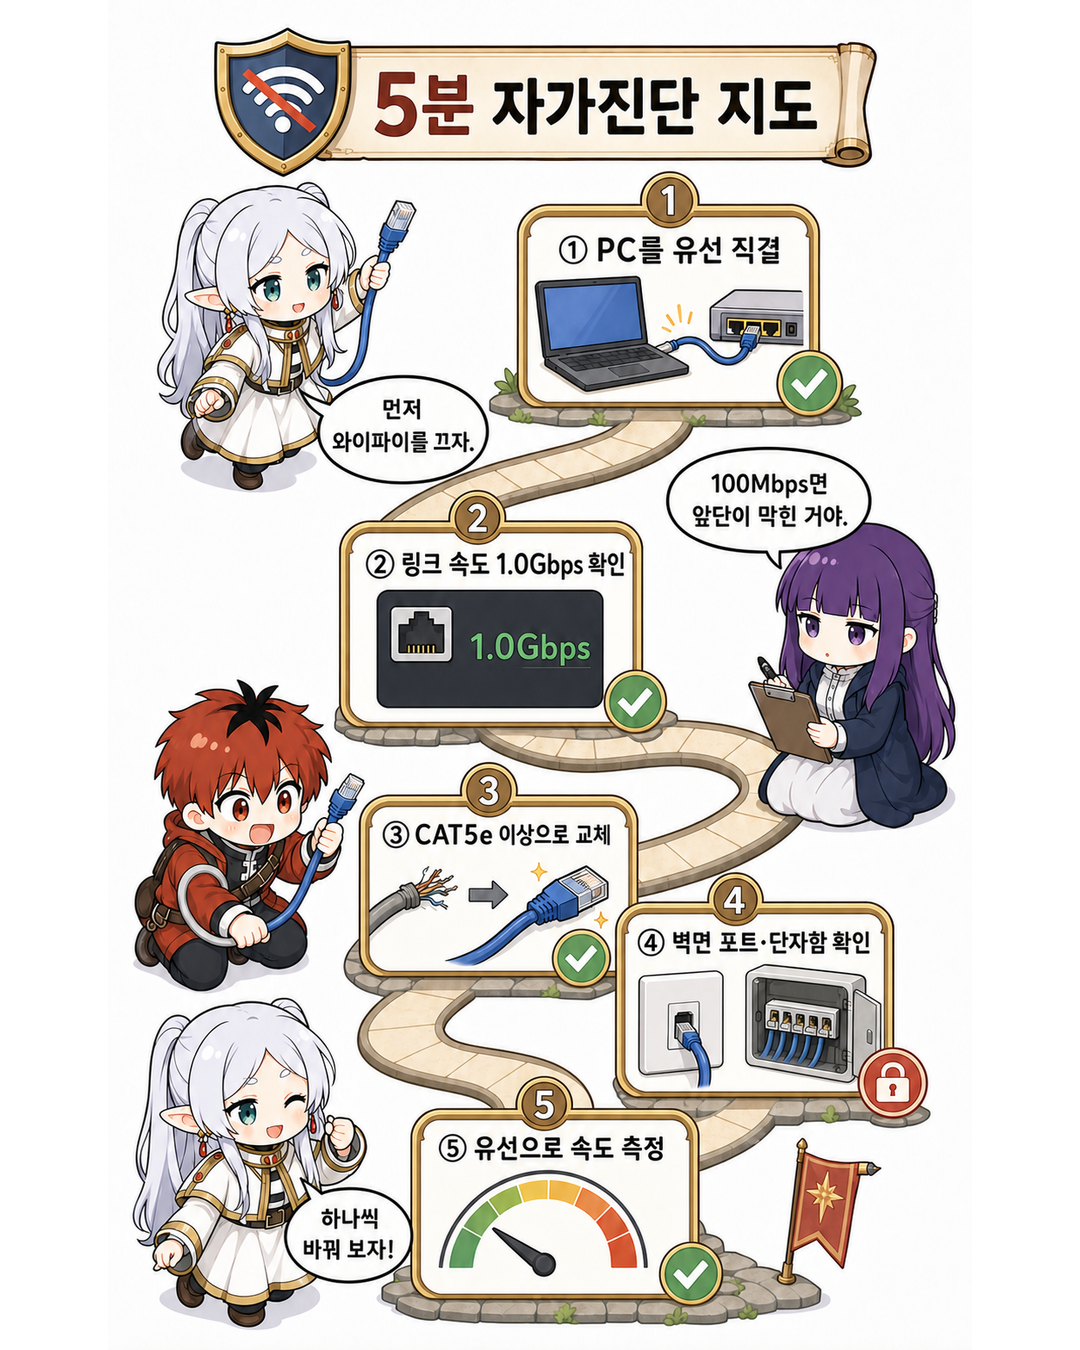 5분 자가진단 지도
1
① PC를 유선 직결
먼저
와이파이를 끄자.
100Mbps면
앞단이 막힌 거야.
2
② 링크 속도 1.0Gbps 확인
1.0Gbps
3
③ CAT5e 이상으로 교체
4
④ 벽면 포트·단자함 확인
5
⑤ 유선으로 속도 측정
하나씩
바꿔 보자!